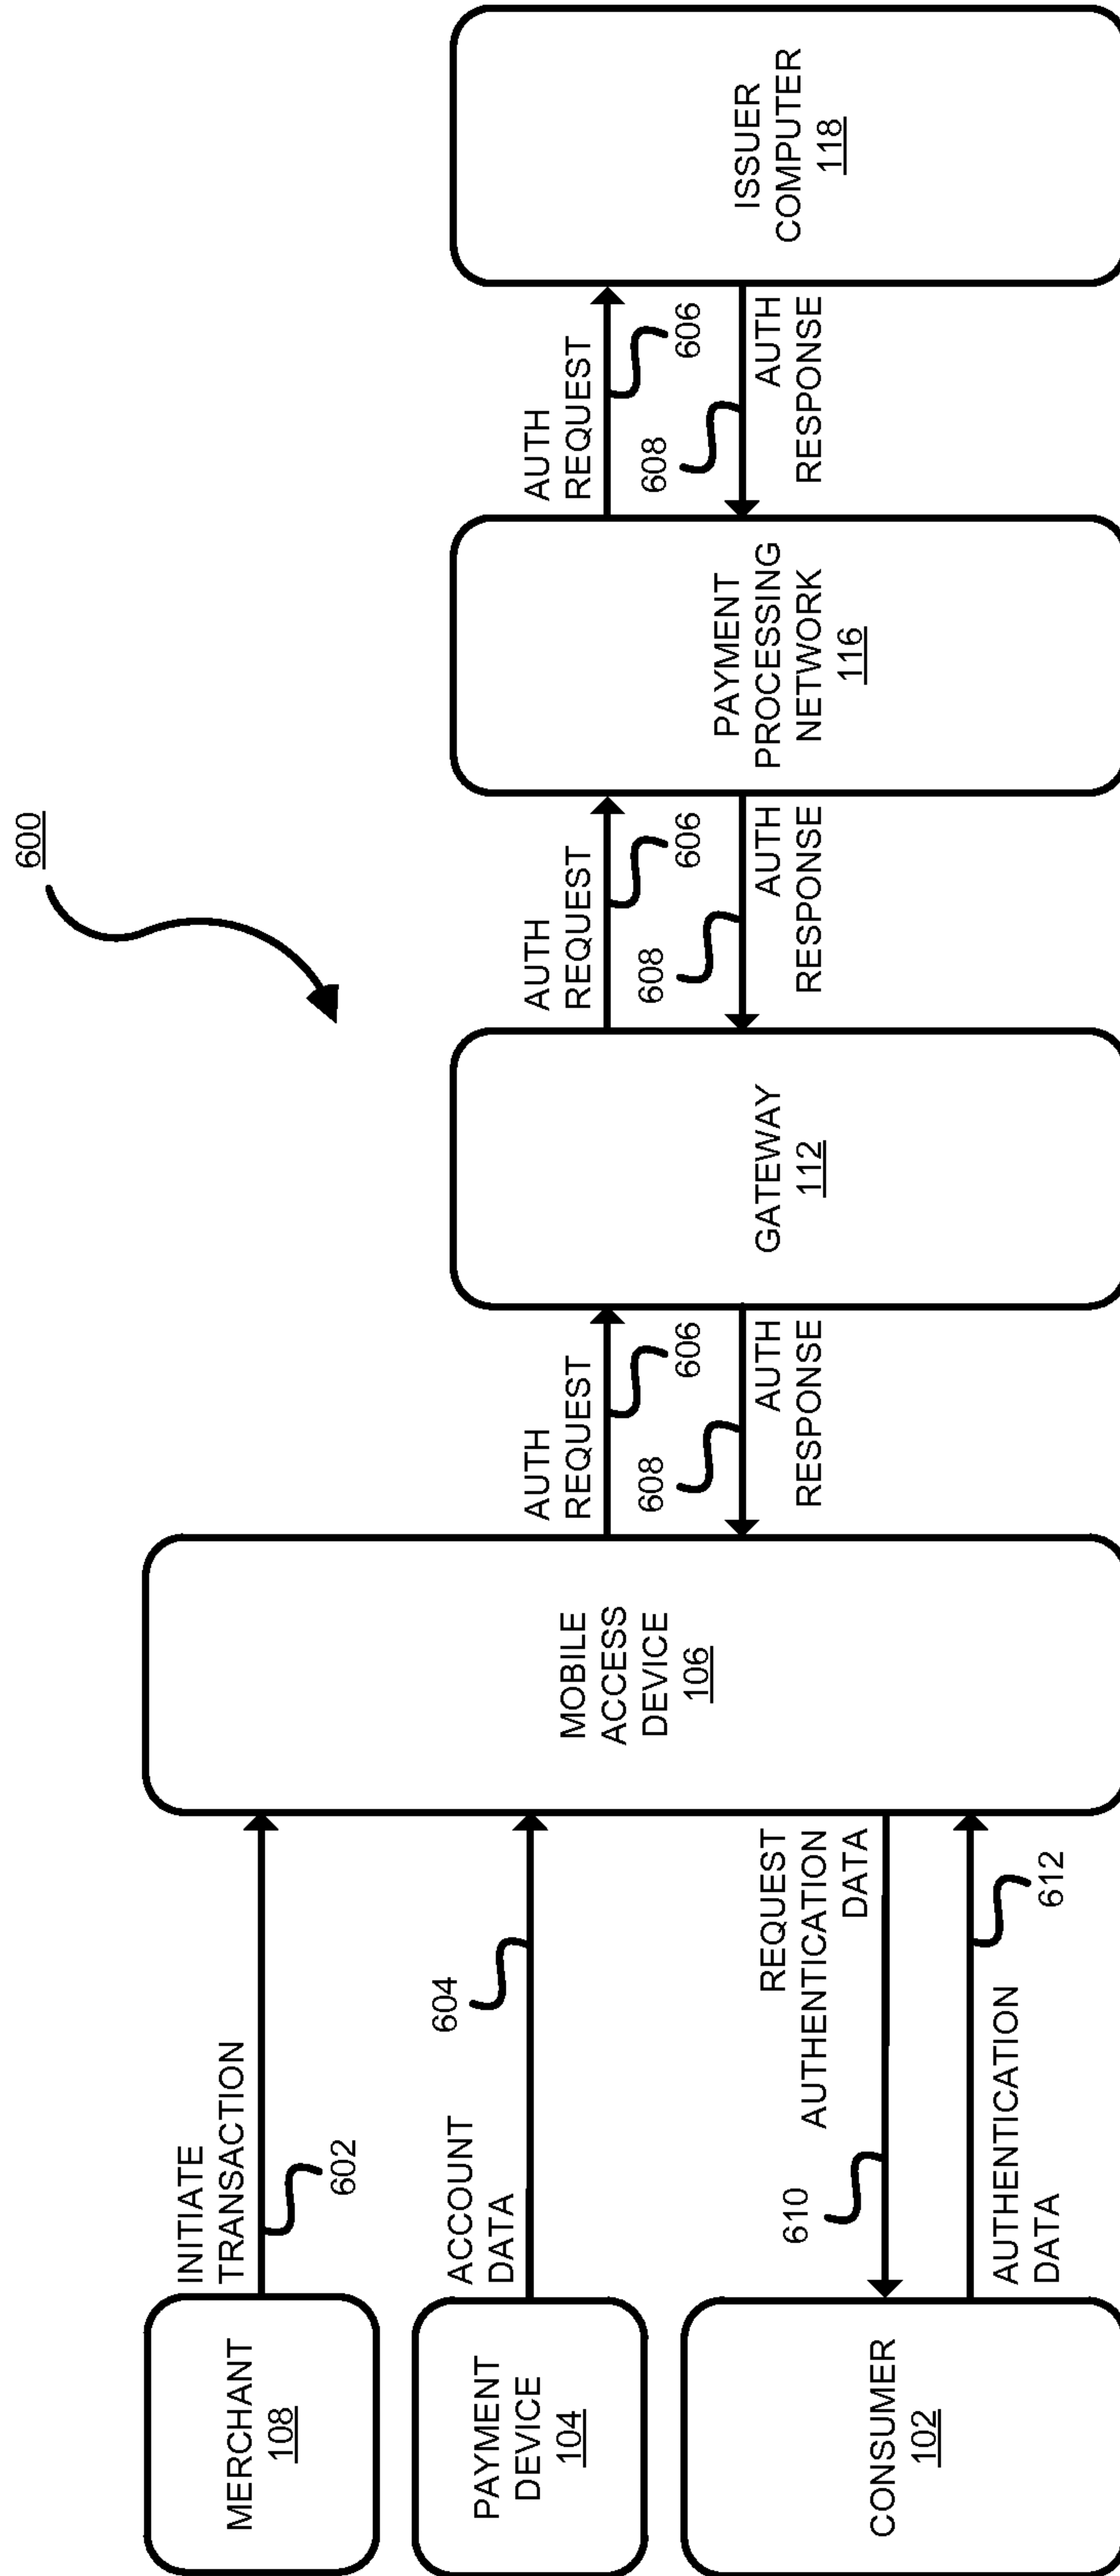 600
MERCHANT
108
INITIATE
TRANSACTION
602
PAYMENT
DEVICE
104
ACCOUNT
DATA
604
CONSUMER
102
REQUEST
AUTHENTICATION
DATA
610
AUTHENTICATION
DATA
612
MOBILE
ACCESS
DEVICE
106
AUTH
REQUEST
606
608
AUTH
RESPONSE
GATEWAY
112
AUTH
REQUEST
606
608
AUTH
RESPONSE
PAYMENT
PROCESSING
NETWORK
116
AUTH
REQUEST
606
608
AUTH
RESPONSE
ISSUER
COMPUTER
118